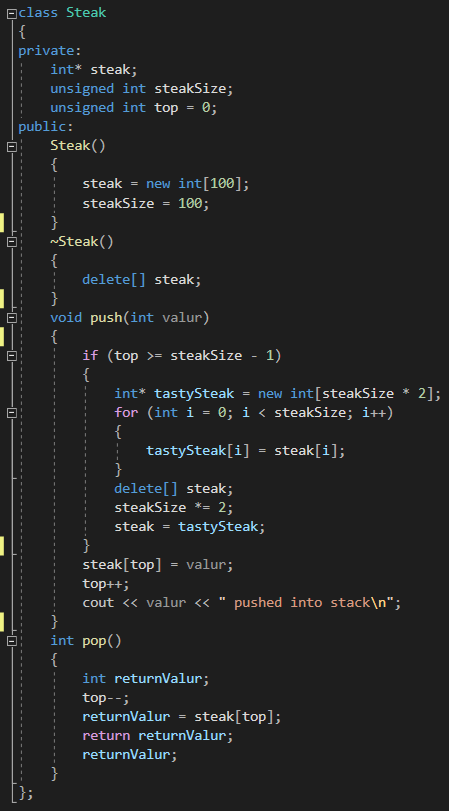 class Steak
{
private:
    int* steak;
    unsigned int steakSize;
    unsigned int top = 0;
public:
    Steak()
    {
        steak = new int[100];
        steakSize = 100;
    }
    ~Steak()
    {
        delete[] steak;
    }
    void push(int valur)
    {
        if (top >= steakSize - 1)
        {
            int* tastySteak = new int[steakSize * 2];
            for (int i = 0; i < steakSize; i++)
            {
                tastySteak[i] = steak[i];
            }
            delete[] steak;
            steakSize *= 2;
            steak = tastySteak;
        }
        steak[top] = valur;
        top++;
        cout << valur << " pushed into stack\n";
    }
    int pop()
    {
        int returnValur;
        top--;
        returnValur = steak[top];
        return returnValur;
        returnValur;
    }
};